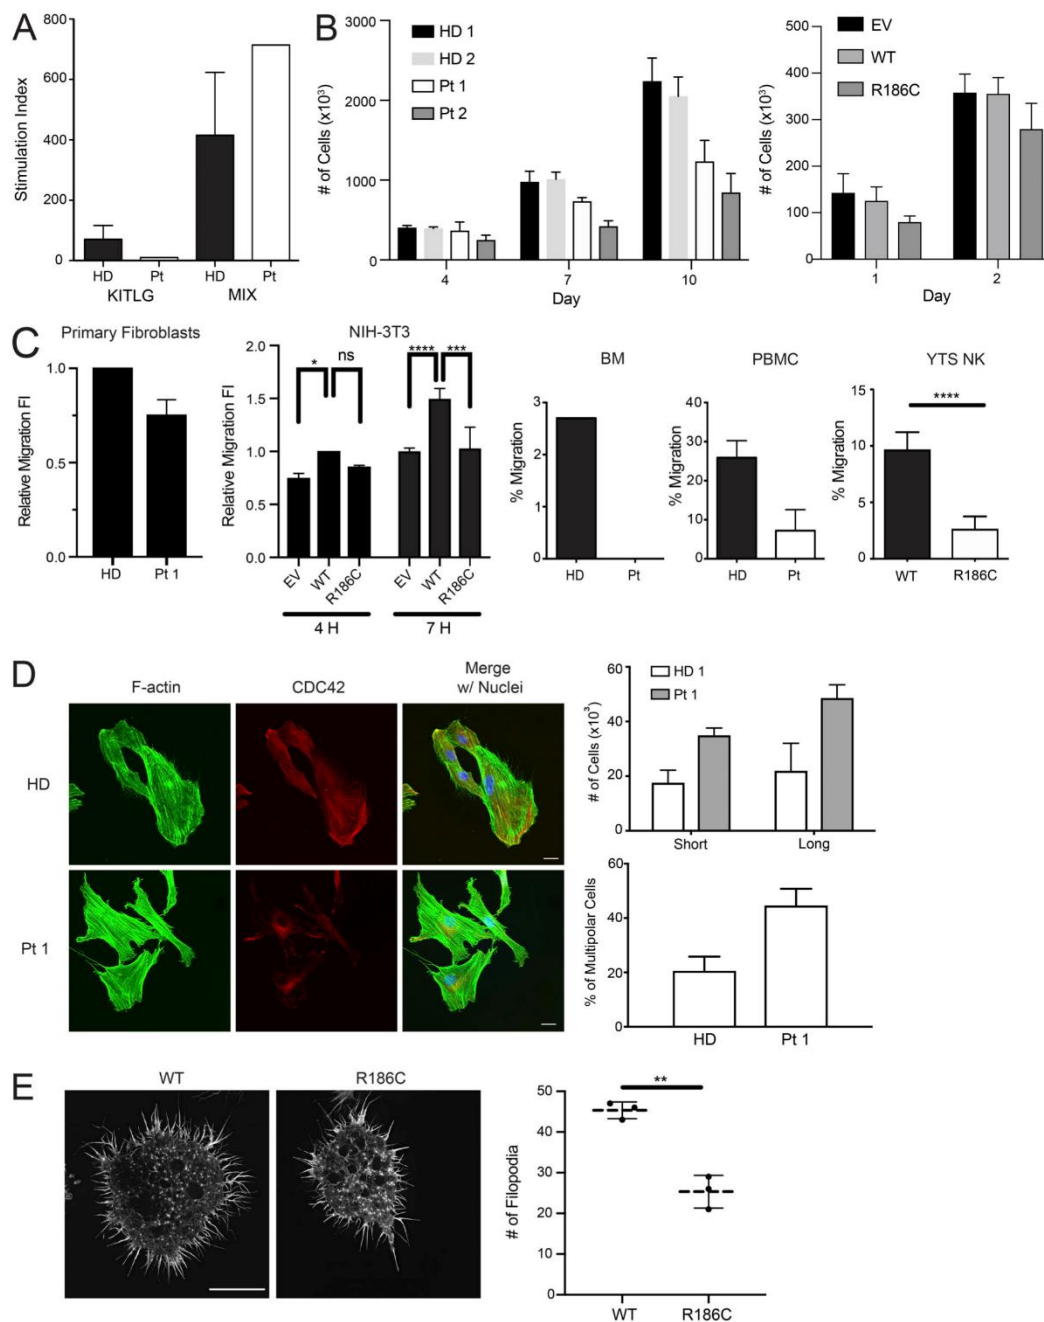 A
Stimulation Index
800
600
400
200
0
HD Pt HD Pt
KITLG MIX
B
# of Cells (x10³)
3000
2000
1000
0
HD 1
HD 2
Pt 1
Pt 2
4 7 10
Day
# of Cells (x10³)
500
400
300
200
100
0
EV
WT
R186C
1 2
Day
C
Primary Fibroblasts
Relative Migration FI
1.0
0.5
0.0
HD Pt 1
NIH-3T3
Relative Migration FI
2.0
1.5
1.0
0.5
0.0
* ns **** ***
EV WT R186C EV WT R186C
4 H 7 H
BM
% Migration
3
2
1
0
HD Pt
PBMC
% Migration
40
30
20
10
0
HD Pt
YTS NK
% Migration
15
10
5
0
****
WT R186C
D
F-actin CDC42 Merge
w/ Nuclei
HD
Pt 1
# of Cells (x10³)
60
40
20
0
HD 1
Pt 1
Short Long
% of Multipolar Cells
60
40
20
0
HD Pt 1
E
WT R186C
# of Filopodia
50
40
30
20
10
0
**
WT R186C